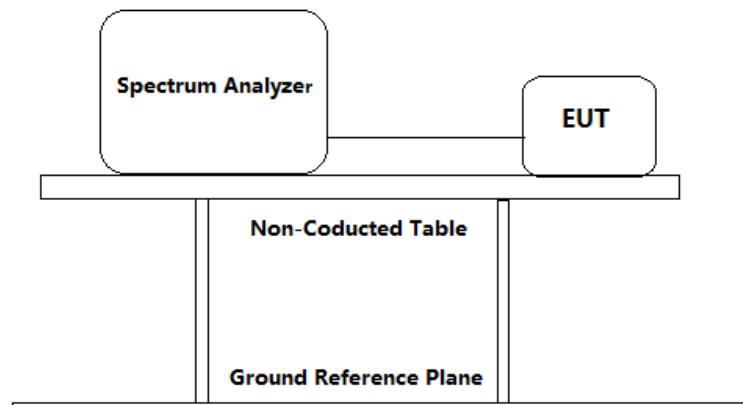 Spectrum Analyzer
EUT
Non-Coducted Table
Ground Reference Plane